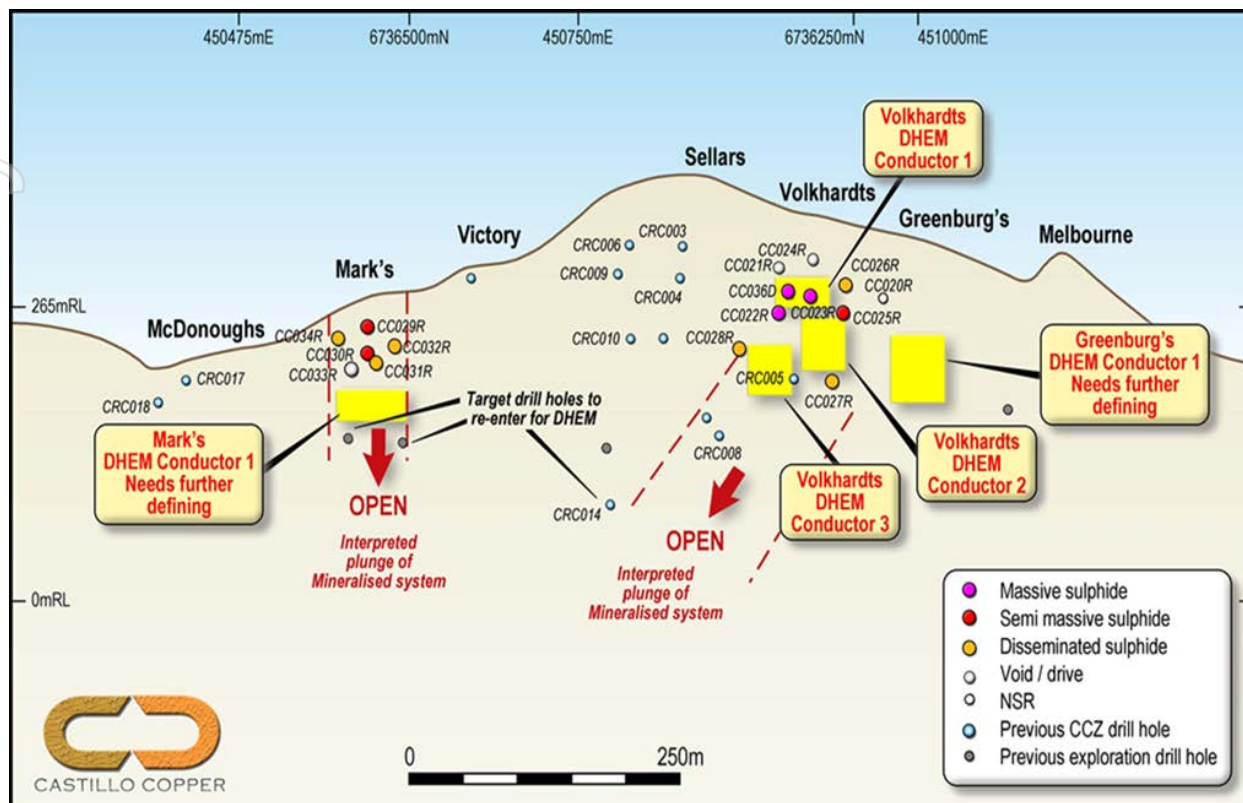 450475mE
6736500mN
450750mE
6736250mN
451000mE
Volkhardts
DHEM
Conductor 1
Sellars
Volkhardts
Greenburg's
Melbourne
Victory
Mark's
McDonoughs
265mRL
CRC006
CRC003
CRC009
CRC004
CRC010
CC024R
CC021R
CC026R
CC036D
CC020R
CC022R
CC023R
CC025R
CC028R
CRC005
CC027R
CC034R
CC029R
CC030R
CC032R
CC033R
CC031R
CRC017
CRC018
Greenburg's
DHEM Conductor 1
Needs further
defining
Target drill holes to
re-enter for DHEM
Mark's
DHEM Conductor 1
Needs further
defining
CRC008
CRC014
Volkhardts
DHEM
Conductor 3
Volkhardts
DHEM
Conductor 2
OPEN
Interpreted
plunge of
Mineralised system
OPEN
Interpreted
plunge of
Mineralised system
0mRL
Massive sulphide
Semi massive sulphide
Disseminated sulphide
Void / drive
NSR
Previous CCZ drill hole
Previous exploration drill hole
CASTILLO COPPER
0
250m